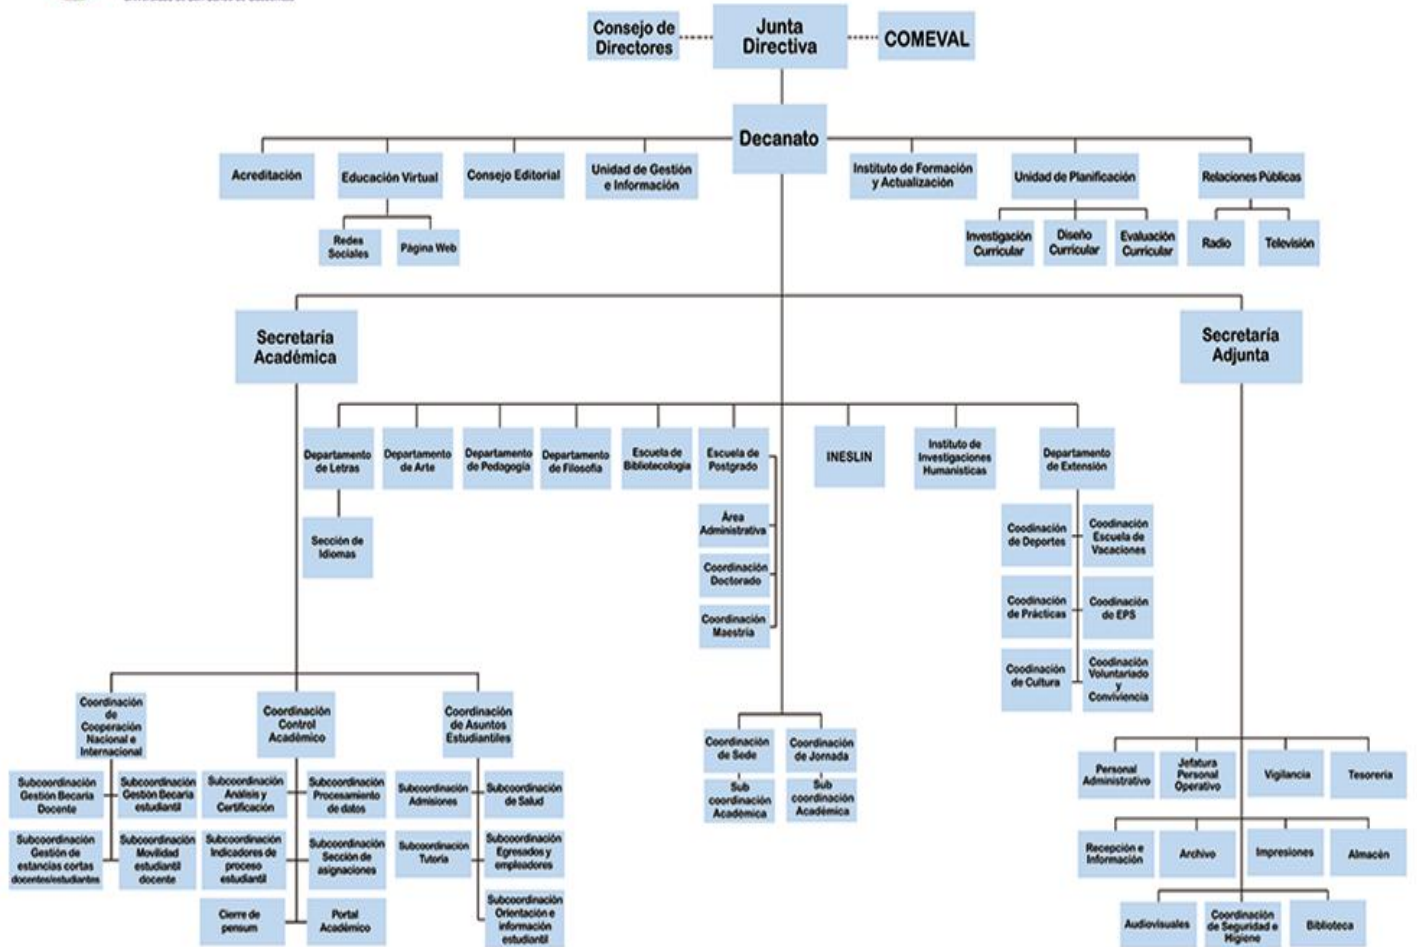 Consejo de
Directores
Junta
Directiva
COMEVAL
Decanato
Acreditación
Educación Virtual
Consejo Editorial
Unidad de Gestión
e Información
Instituto de Formación
y Actualización
Unidad de Planificación
Relaciones Públicas
Redes
Sociales
Página Web
Investigación
Curricular
Diseño
Curricular
Evaluación
Curricular
Radio
Televisión
Secretaría
Académica
Secretaría
Adjunta
Departamento
de Letras
Departamento
de Arte
Departamento
de Pedagogía
Departamento
de Filosofía
Escuela de
Bibliotecología
Escuela de
Postgrado
INESLIN
Instituto de
Investigaciones
Humanísticas
Departamento
de Extensión
Sección de
Idiomas
Área
Administrativa
Coordinación
Doctorado
Coordinación
Maestría
Coodinación
de Deportes
Coodinación
Escuela de
Vacaciones
Coodinación
de Prácticas
Coodinación
de EPS
Coodinación
de Cultura
Coodinación
Voluntariado
y
Conviviencia
Coordinación
de
Cooperación
Nacional e
Internacional
Coordinación
Control
Académico
Coordinación
de Asuntos
Estudiantiles
Coordinación
de Sede
Coordinación
de Jornada
Sub
coordinación
Académica
Sub
coordinación
Académica
Subcoordinación
Gestión Becaria
Docente
Subcoordinación
Gestión Becaria
estudiantil
Subcoordinación
Análisis y
Certificación
Subcoordinación
Procesamiento
de datos
Subcoordinación
Admisiones
Subcoordinación
de Salud
Subcoordinación
Gestión de
estancias cortas
docentes/estudiantes
Subcoordinación
Movilidad
estudiantil
docente
Subcoordinación
Indicadores de
proceso
estudiantil
Subcoordinación
Sección de
asignaciones
Subcoordinación
Tutoría
Subcoordinación
Egresados y
empleadores
Cierre de
pensum
Portal
Académico
Subcoordinación
Orientación e
información
estudiantil
Personal
Administrativo
Jefatura
Personal
Operativo
Vigilancia
Tesorería
Recepción e
Información
Archivo
Impresiones
Almacén
Audiovisuales
Coordinación
de Seguridad e
Higiene
Biblioteca